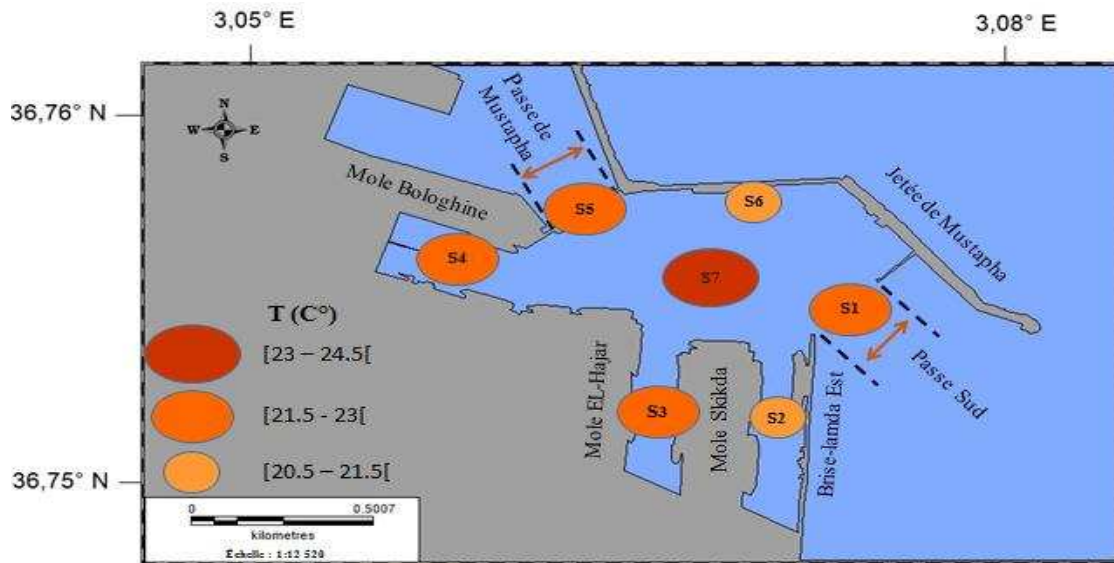 3,05° E
3,08° E
36,76° N
N
W E
S
Passe de
Mustapha
Mole Bologhine
Jetée de Mustapha
S6
S5
S4
S7
S1
T (C°)
[23 – 24.5[
[21.5 - 23[
[20.5 – 21.5[
Mole EL-Hajar
S3
Mole Skikda
S2
Brise-lamda Est
Passe Sud
36,75° N
0 0.5007
kilometres
Échelle : 1:12 520